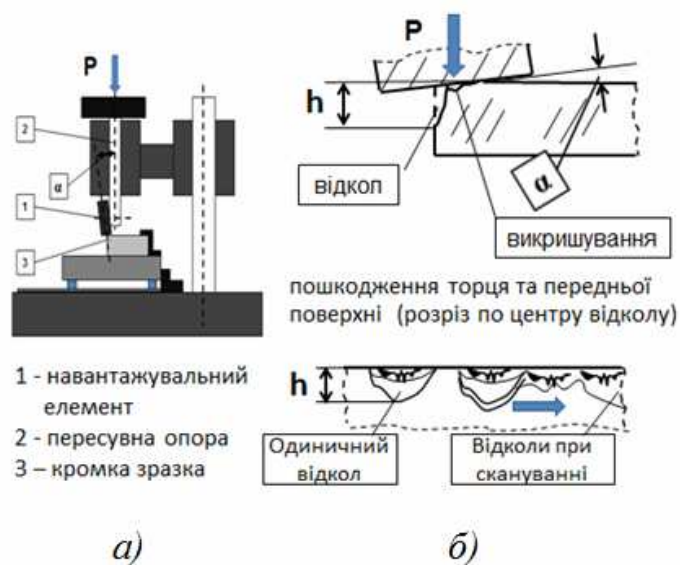 P
2
α
1
3
1 - навантажувальний
елемент
2 - пересувна опора
3 – кромка зразка
а)
P
h
відкол
α
викришування
пошкодження торця та передньої
поверхні (розріз по центру відколу)
h
Одиничний
відкол
Відколи при
скануванні
б)